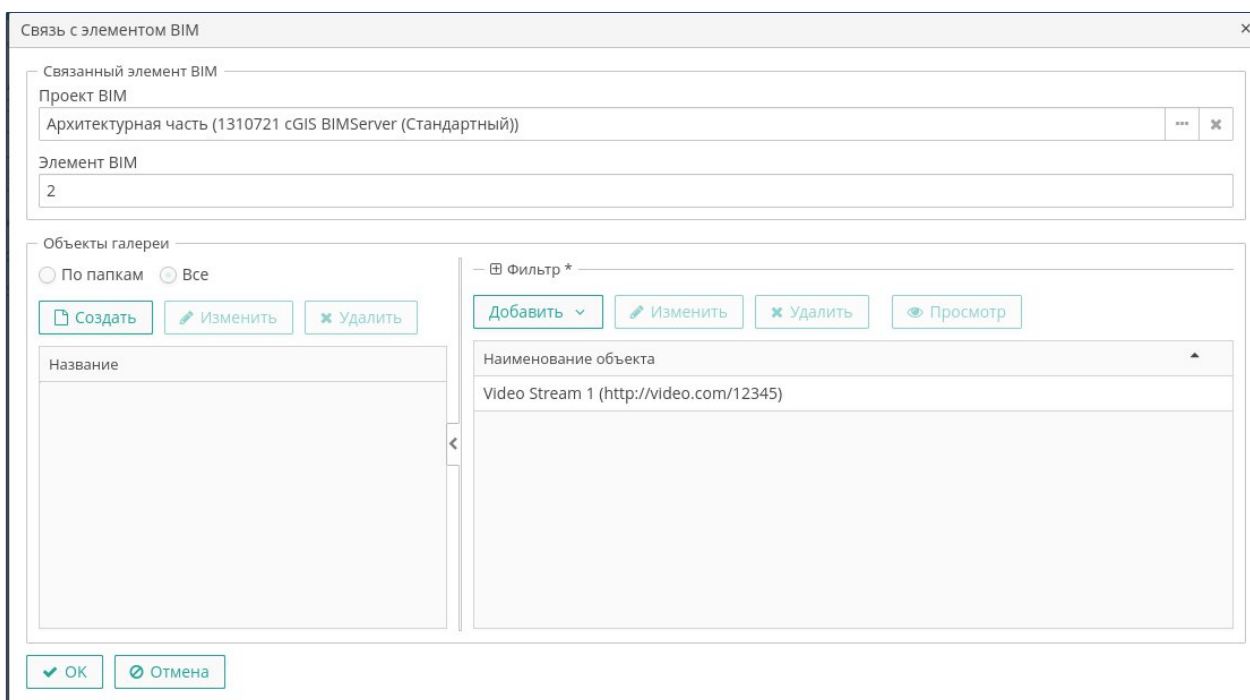 Связь с элементом BIM
Связанный элемент BIM
Проект BIM
Архитектурная часть (1310721 cGIS BIMServer (Стандартный))
Элемент BIM
2
Объекты галереи
По папкам Все
Создать Изменить Удалить
Название
Фильтр *
Добавить Изменить Удалить Просмотр
Наименование объекта
Video Stream 1 (http://video.com/12345)
OK Отмена